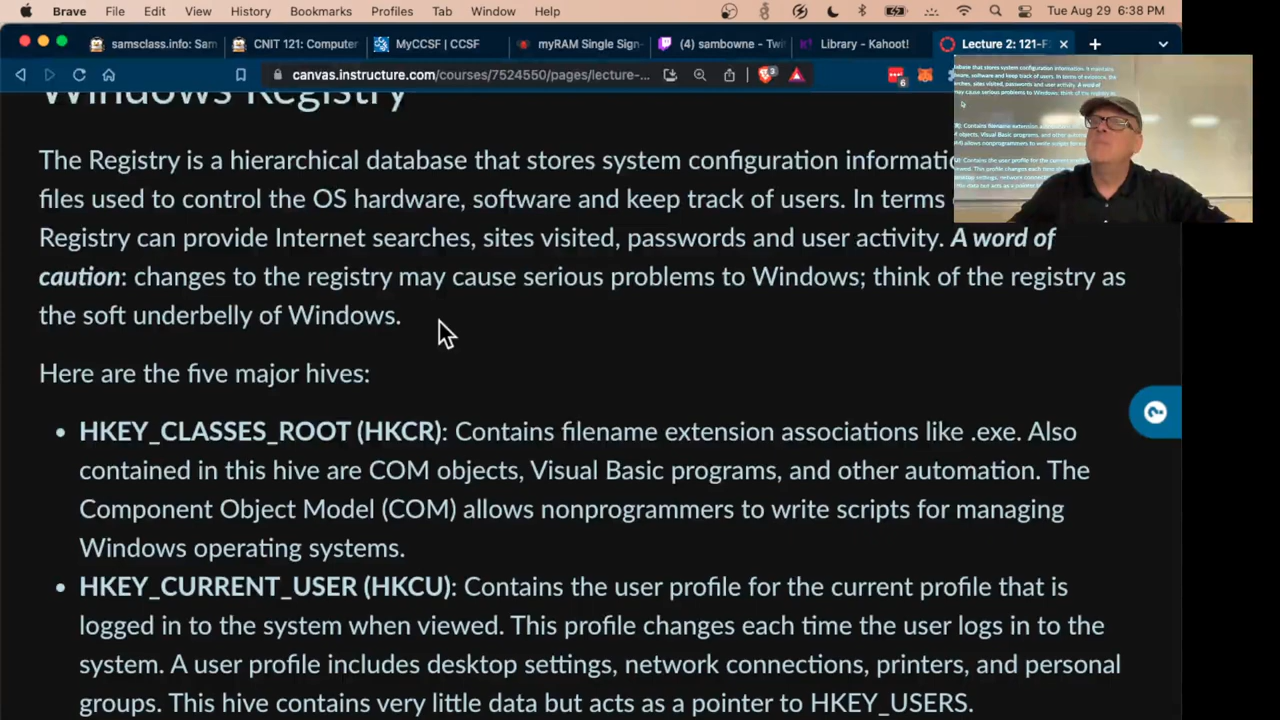 Brave File Edit View History Bookmarks Profiles Tab Window Help Tue Aug 29 6:38 PM
samsclass.info: Sam CNIT 121: Computer MyCCSF | CCSF myRAM Single Sign- (4) sambowne - Twi Library - Kahoot! Lecture 2: 121-F
canvas.instructure.com/courses/7524550/pages/lecture-... 3 6
Windows Registry
The Registry is a hierarchical database that stores system configuration informati
files used to control the OS hardware, software and keep track of users. In terms
Registry can provide Internet searches, sites visited, passwords and user activity. A word of
caution: changes to the registry may cause serious problems to Windows; think of the registry as
the soft underbelly of Windows.
Here are the five major hives:
• HKEY_CLASSES_ROOT (HKCR): Contains filename extension associations like .exe. Also
contained in this hive are COM objects, Visual Basic programs, and other automation. The
Component Object Model (COM) allows nonprogrammers to write scripts for managing
Windows operating systems.
• HKEY_CURRENT_USER (HKCU): Contains the user profile for the current profile that is
logged in to the system when viewed. This profile changes each time the user logs in to the
system. A user profile includes desktop settings, network connections, printers, and personal
groups. This hive contains very little data but acts as a pointer to HKEY_USERS.